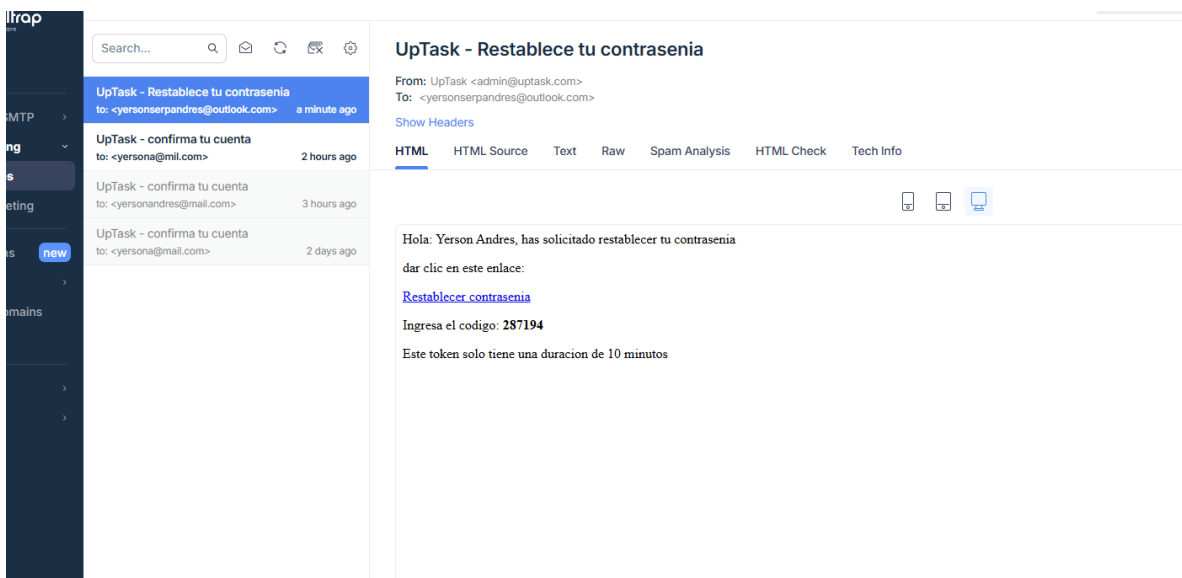 Search...
UpTask - Restablece tu contrasenia
to: <yersonserpandres@outlook.com> a minute ago
UpTask - confirma tu cuenta
to: <yersona@mil.com> 2 hours ago
UpTask - confirma tu cuenta
to: <yersonandres@mail.com> 3 hours ago
UpTask - confirma tu cuenta
to: <yersona@mail.com> 2 days ago
SMTP
new
UpTask - Restablece tu contrasenia
From: UpTask <admin@uptask.com>
To: <yersonserpandres@outlook.com>
Show Headers
HTML HTML Source Text Raw Spam Analysis HTML Check Tech Info
Hola: Yerson Andres, has solicitado restablecer tu contrasenia
dar clic en este enlace:
Restablecer contrasenia
Ingresa el codigo: 287194
Este token solo tiene una duracion de 10 minutos